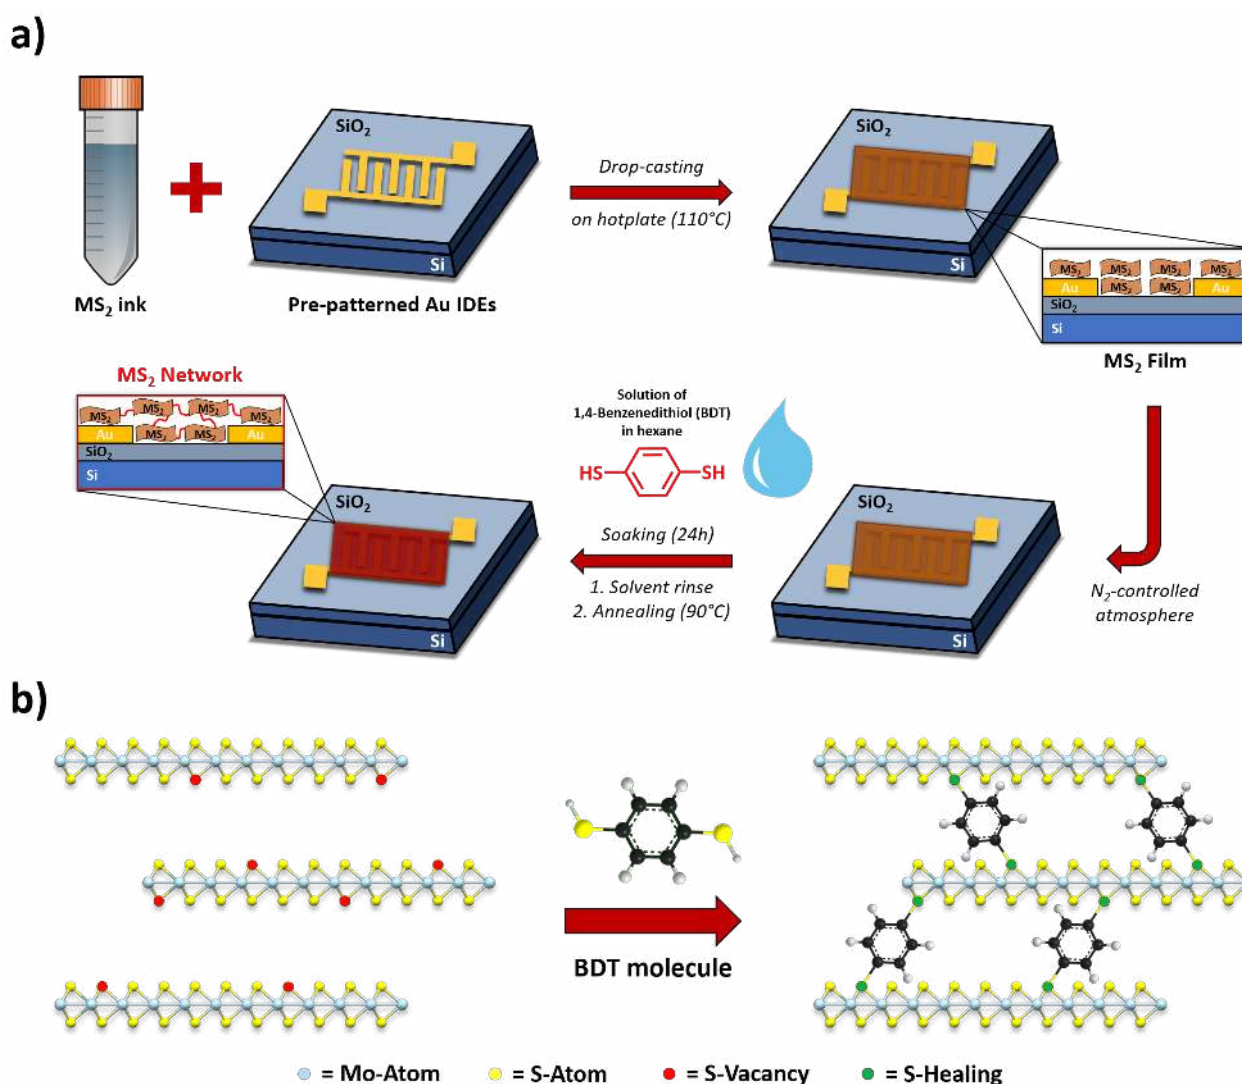 a)
SiO2
Si
MS2 ink
Pre-patterned Au IDEs
Drop-casting
on hotplate (110°C)
SiO2
Si
MS2 MS2 MS2 MS2
Au MS2 MS2 Au
SiO2
Si
MS2 Film
MS2 Network
MS2 MS2 MS2 MS2
Au MS2 MS2 Au
SiO2
Si
SiO2
Si
Solution of
1,4-Benzenedithiol (BDT)
in hexane
HS SH
Soaking (24h)
1. Solvent rinse
2. Annealing (90°C)
SiO2
Si
N2-controlled
atmosphere
b)
BDT molecule
= Mo-Atom = S-Atom = S-Vacancy = S-Healing